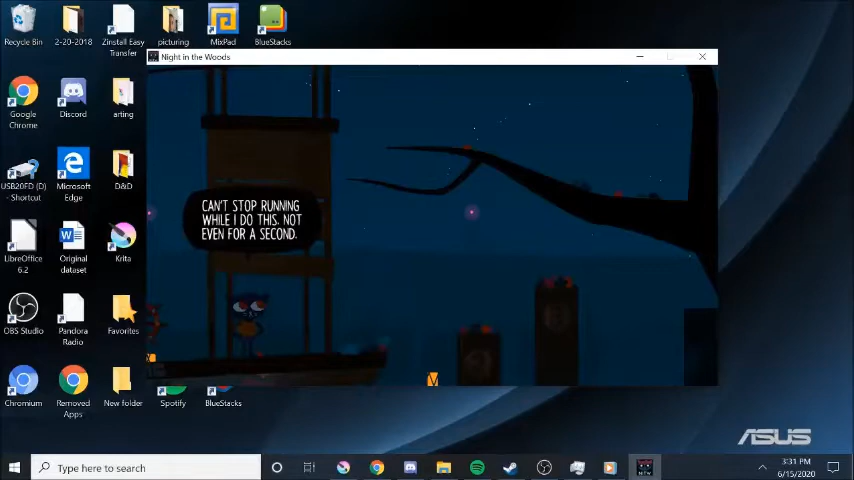 Recycle Bin
2-20-2018
Zinstall Easy
Transfer
picturing
MixPad
BlueStacks
Night in the Woods
Google
Chrome
Discord
arting
CAN'T STOP RUNNING
WHILE I DO THIS. NOT
EVEN FOR A SECOND.
USB20FD (D)
- Shortcut
Microsoft
Edge
D&D
LibreOffice
6.2
Original
dataset
Krita
OBS Studio
Pandora
Radio
Favorites
Chromium
Removed
Apps
New folder
Spotify
BlueStacks
ASUS
Type here to search
3:31 PM
6/15/2020